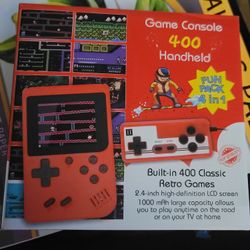 Game Console
400
Handheld
FUN
PACK
4 in 1
Built-in 400 Classic
Retro Games
2.4-inch high-definition LCD screen
1000 mAh large capacity allows
you to play anytime on the road
or on your TV at home